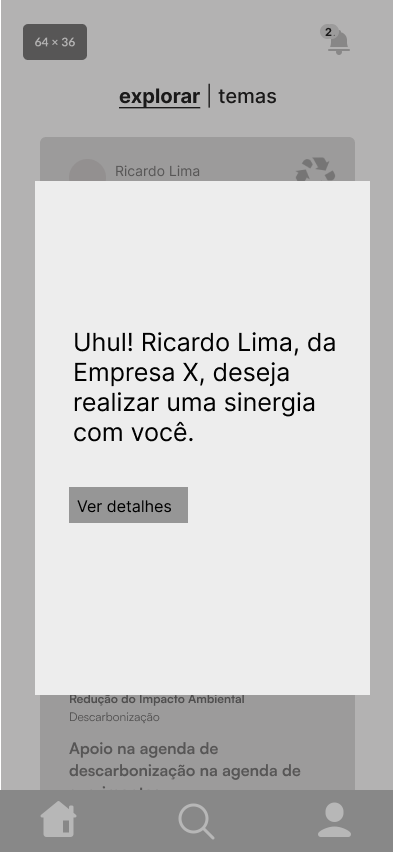 64 × 36
2
explorar | temas
Ricardo Lima
Uhul! Ricardo Lima, da
Empresa X, deseja
realizar uma sinergia
com você.
Ver detalhes
Redução do Impacto Ambiental
Descarbonização
Apoio na agenda de
descarbonização na agenda de